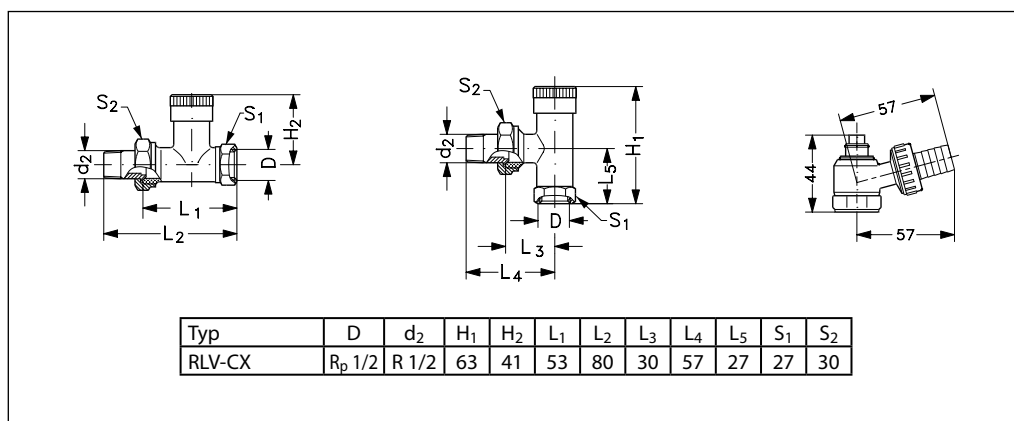 S₂
S₁
H₂
d₂
D
L₁
L₂
S₂
d₂
H₁
L₅
D
S₁
L₃
L₄
57
44
57
Typ D d₂ H₁ H₂ L₁ L₂ L₃ L₄ L₅ S₁ S₂
RLV-CX Rₚ 1/2 R 1/2 63 41 53 80 30 57 27 27 30